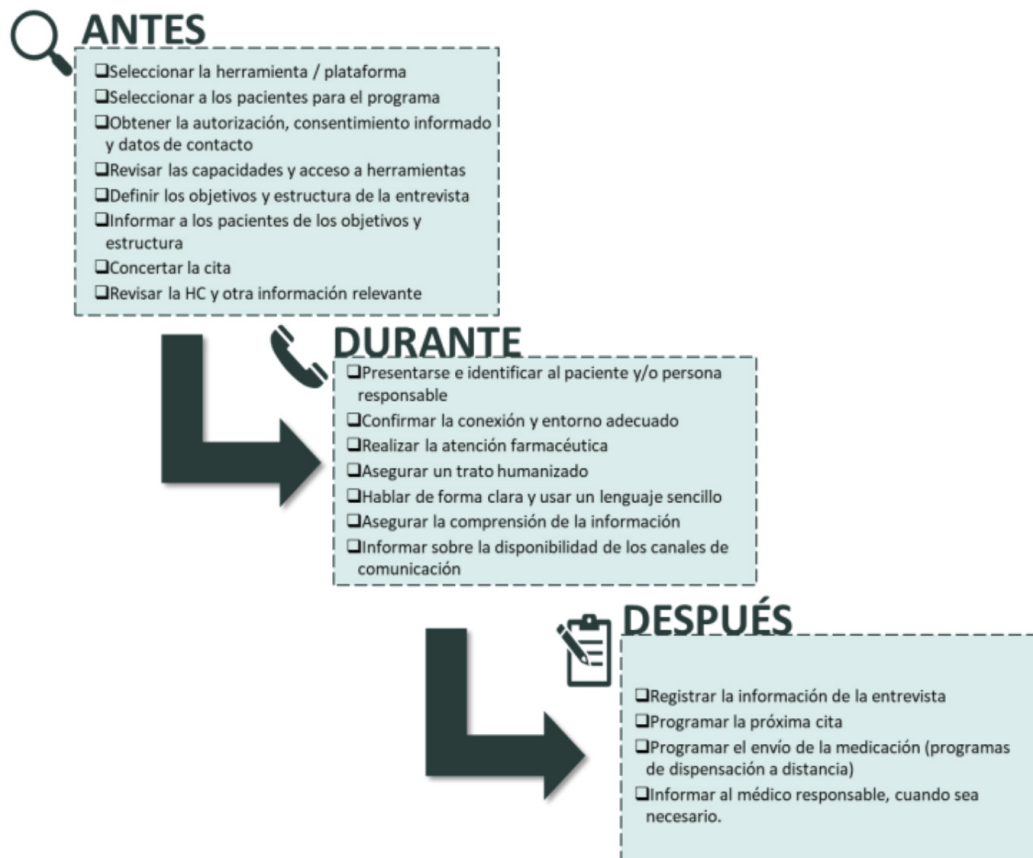 ANTES
❑Seleccionar la herramienta / plataforma
❑Seleccionar a los pacientes para el programa
❑Obtener la autorización, consentimiento informado
y datos de contacto
❑Revisar las capacidades y acceso a herramientas
❑Definir los objetivos y estructura de la entrevista
❑Informar a los pacientes de los objetivos y
estructura
❑Concertar la cita
❑Revisar la HC y otra información relevante
DURANTE
❑Presentarse e identificar al paciente y/o persona
responsable
❑Confirmar la conexión y entorno adecuado
❑Realizar la atención farmacéutica
❑Asegurar un trato humanizado
❑Hablar de forma clara y usar un lenguaje sencillo
❑Asegurar la comprensión de la información
❑Informar sobre la disponibilidad de los canales de
comunicación
DESPUÉS
❑Registrar la información de la entrevista
❑Programar la próxima cita
❑Programar el envío de la medicación (programas
de dispensación a distancia)
❑Informar al médico responsable, cuando sea
necesario.